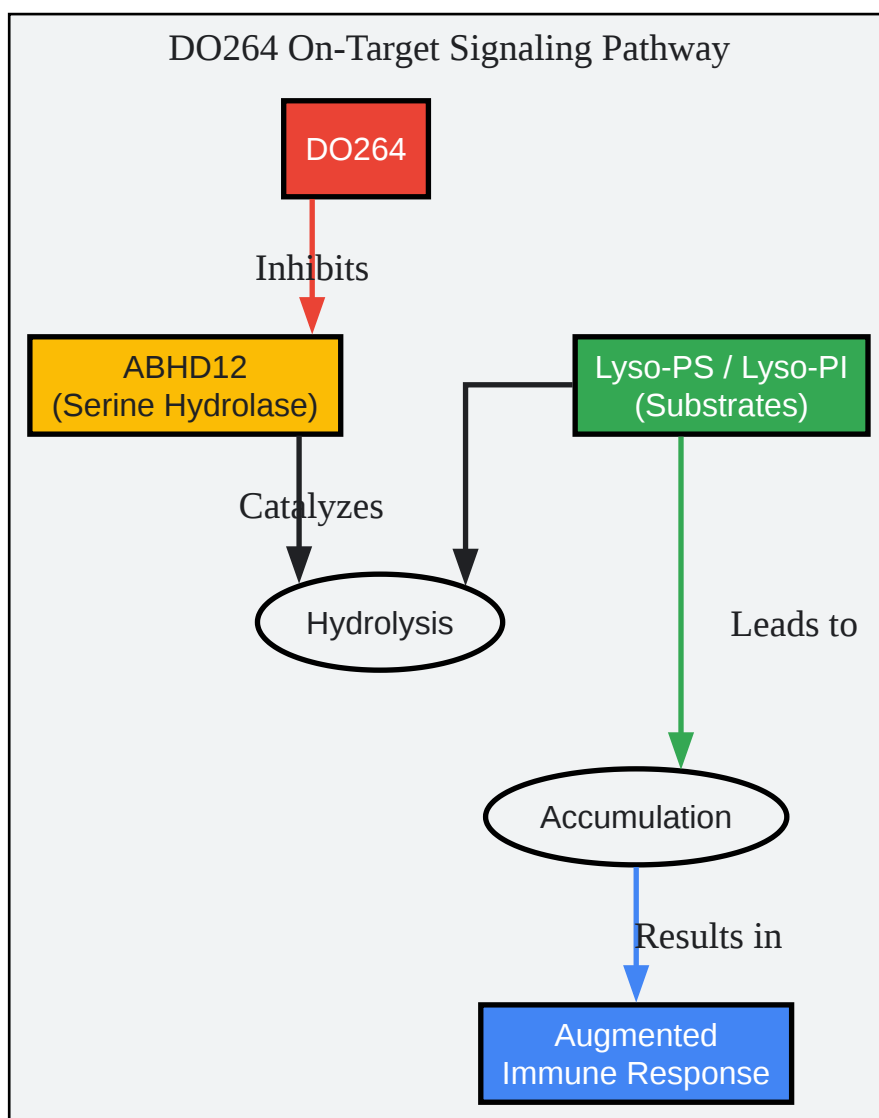 DO264 On-Target Signaling Pathway
DO264
Inhibits
ABHD12
(Serine Hydrolase)
Lyso-PS / Lyso-PI
(Substrates)
Catalyzes
Hydrolysis
Leads to
Accumulation
Results in
Augmented
Immune Response